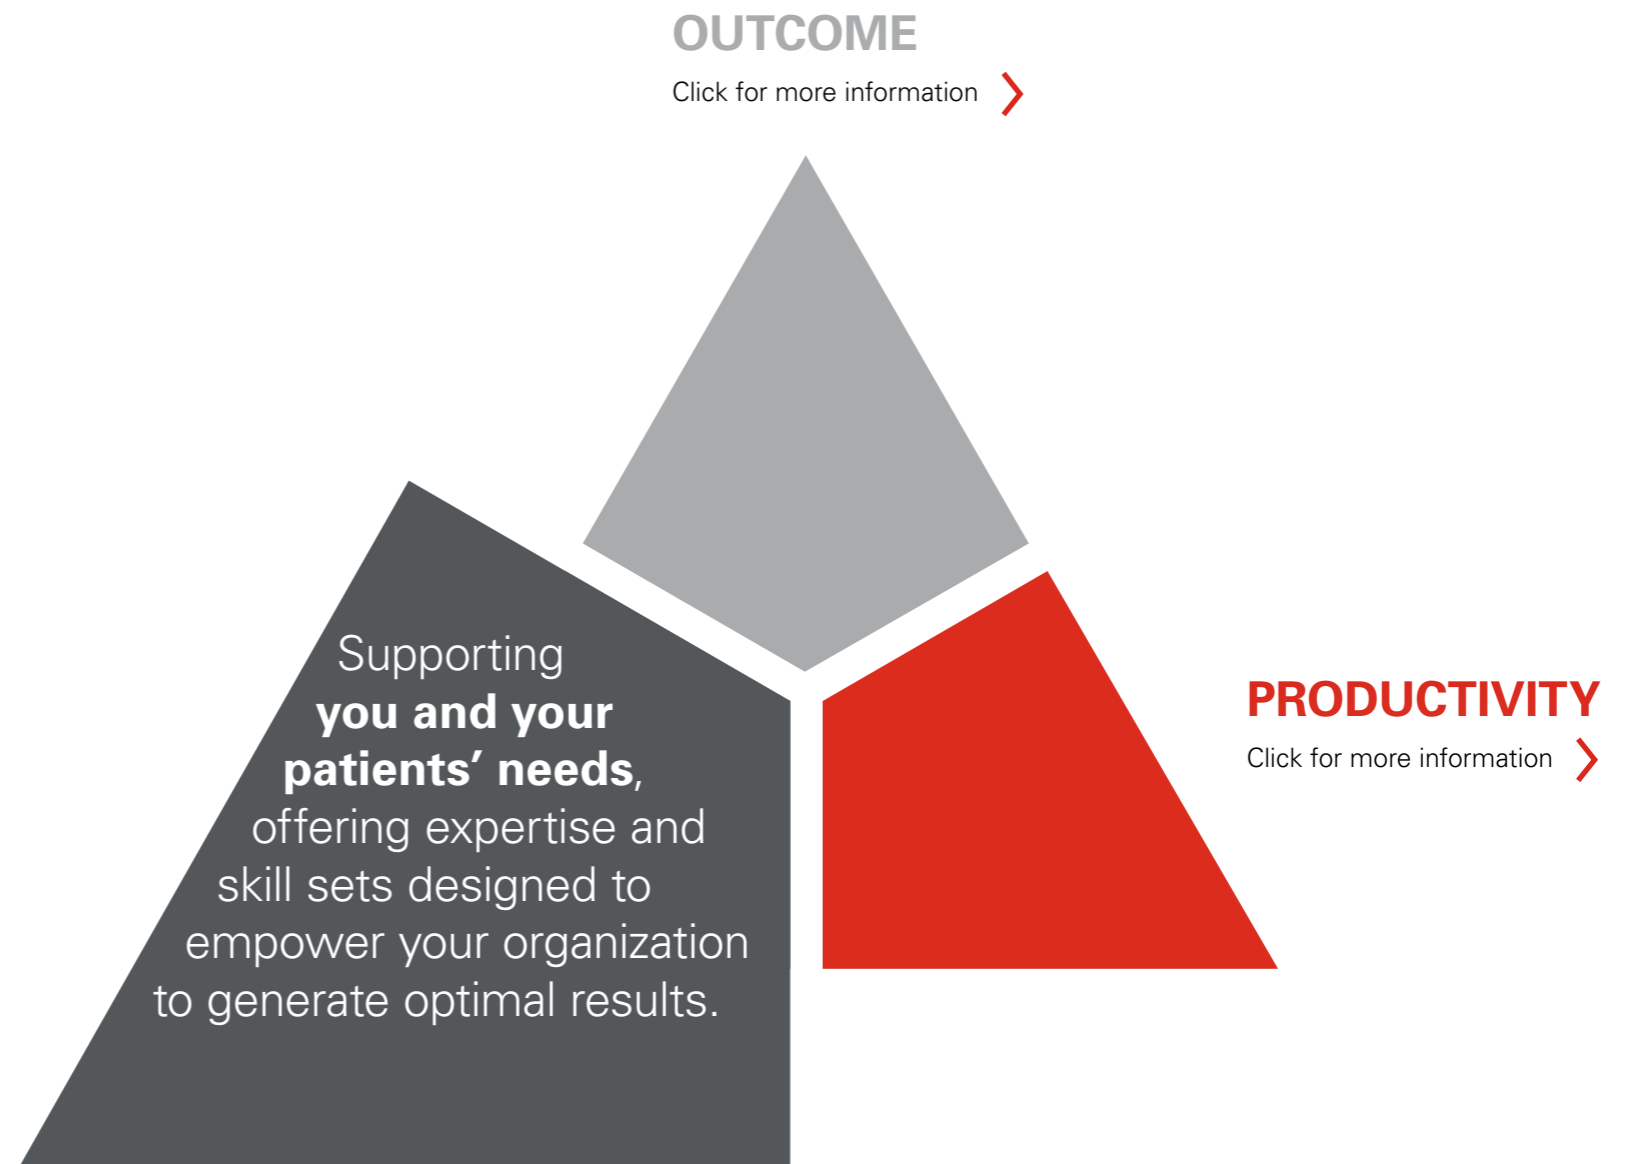 OUTCOME
Click for more information
Supporting
you and your
patients’ needs,
offering expertise and
skill sets designed to
empower your organization
to generate optimal results.
PRODUCTIVITY
Click for more information